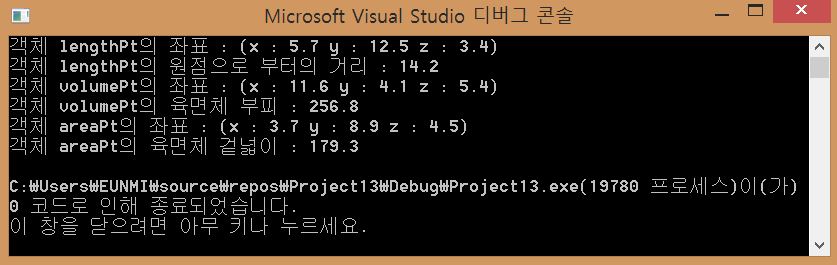 Microsoft Visual Studio 디버그 콘솔
객체 lengthPt의 좌표 : (x : 5.7 y : 12.5 z : 3.4)
객체 lengthPt의 원점으로 부터의 거리 : 14.2
객체 volumePt의 좌표 : (x : 11.6 y : 4.1 z : 5.4)
객체 volumePt의 육면체 부피 : 256.8
객체 areaPt의 좌표 : (x : 3.7 y : 8.9 z : 4.5)
객체 areaPt의 육면체 겉넓이 : 179.3
C:₩Users₩EUNMI₩source₩repos₩Project13₩Debug₩Project13.exe(19780 프로세스)이(가)
0 코드로 인해 종료되었습니다.
이 창을 닫으려면 아무 키나 누르세요.